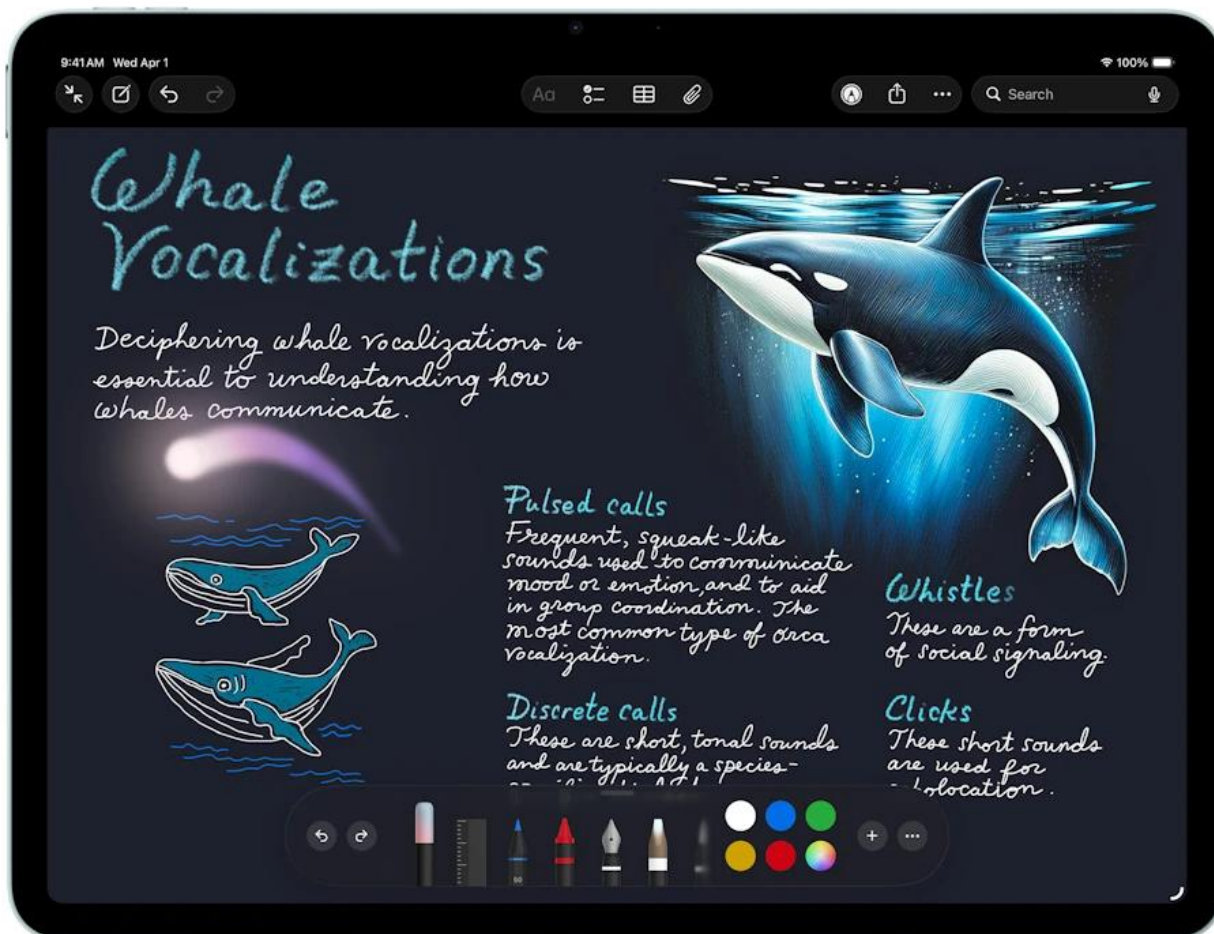 9:41 AM Wed Apr 1
100%
Aa
Search
Whale
Vocalizations
Deciphering whale vocalizations is
essential to understanding how
whales communicate.
Pulsed calls
Frequent, squeak-like
sounds used to communicate
mood or emotion, and to aid
in group coordination. The
most common type of orca
vocalization.
Discrete calls
These are short, tonal sounds
and are typically a species-
Whistles
These are a form
of social signaling.
Clicks
These short sounds
are used for